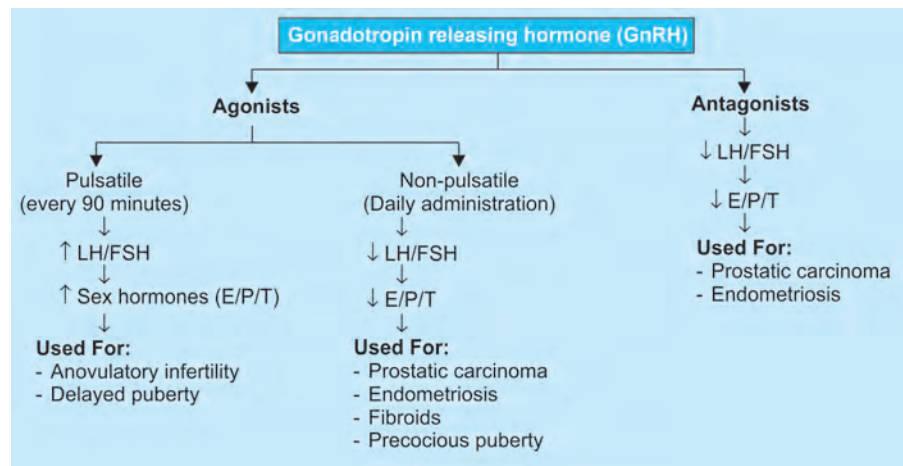 Gonadotropin releasing hormone (GnRH)
Agonists
Pulsatile
(every 90 minutes)
↓
↑ LH/FSH
↓
↑ Sex hormones (E/P/T)
↓
Used For:
- Anovulatory infertility
- Delayed puberty
Non-pulsatile
(Daily administration)
↓
↓ LH/FSH
↓
↓ E/P/T
↓
Used For:
- Prostatic carcinoma
- Endometriosis
- Fibroids
- Precocious puberty
Antagonists
↓
↓ LH/FSH
↓
↓ E/P/T
↓
Used For:
- Prostatic carcinoma
- Endometriosis